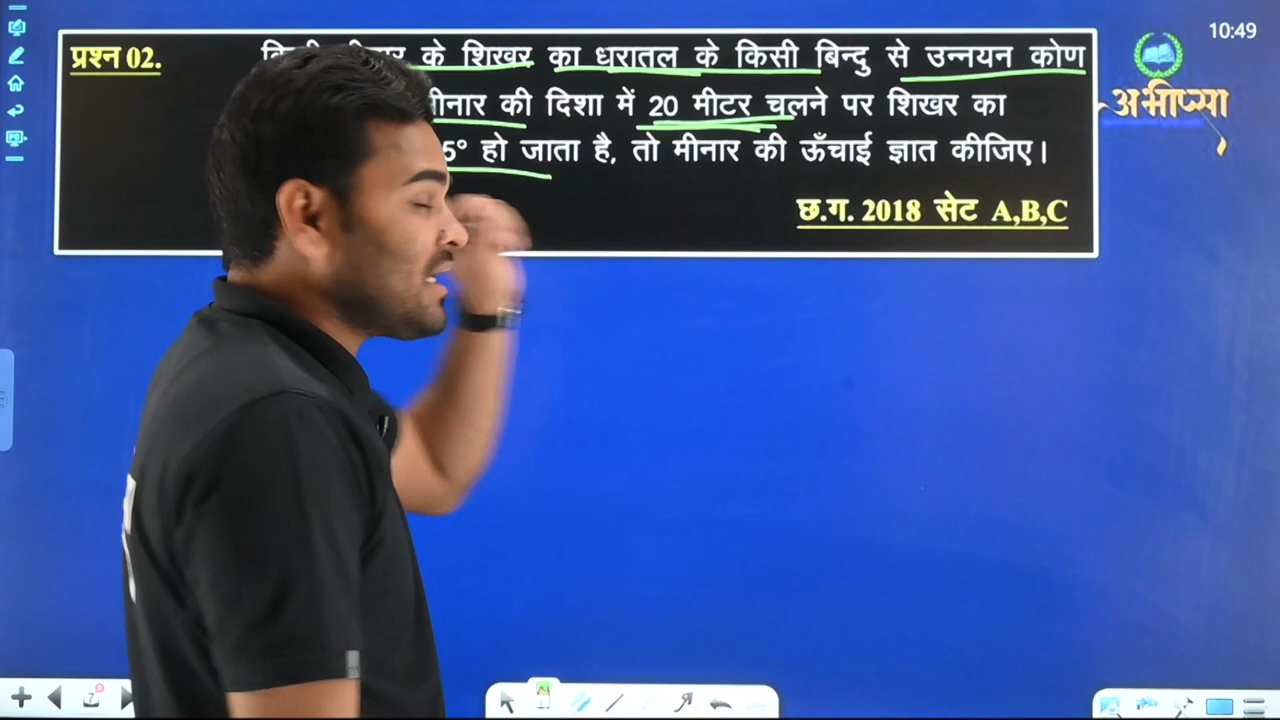 10:49
प्रश्न 02.
के शिखर का धरातल के किसी बिन्दु से उन्नयन कोण
की दिशा में 20 मीटर चलने पर शिखर का
हो जाता है, तो मीनार की ऊँचाई ज्ञात कीजिए।
छ.ग. 2018 सेट A,B,C
अभीप्सा